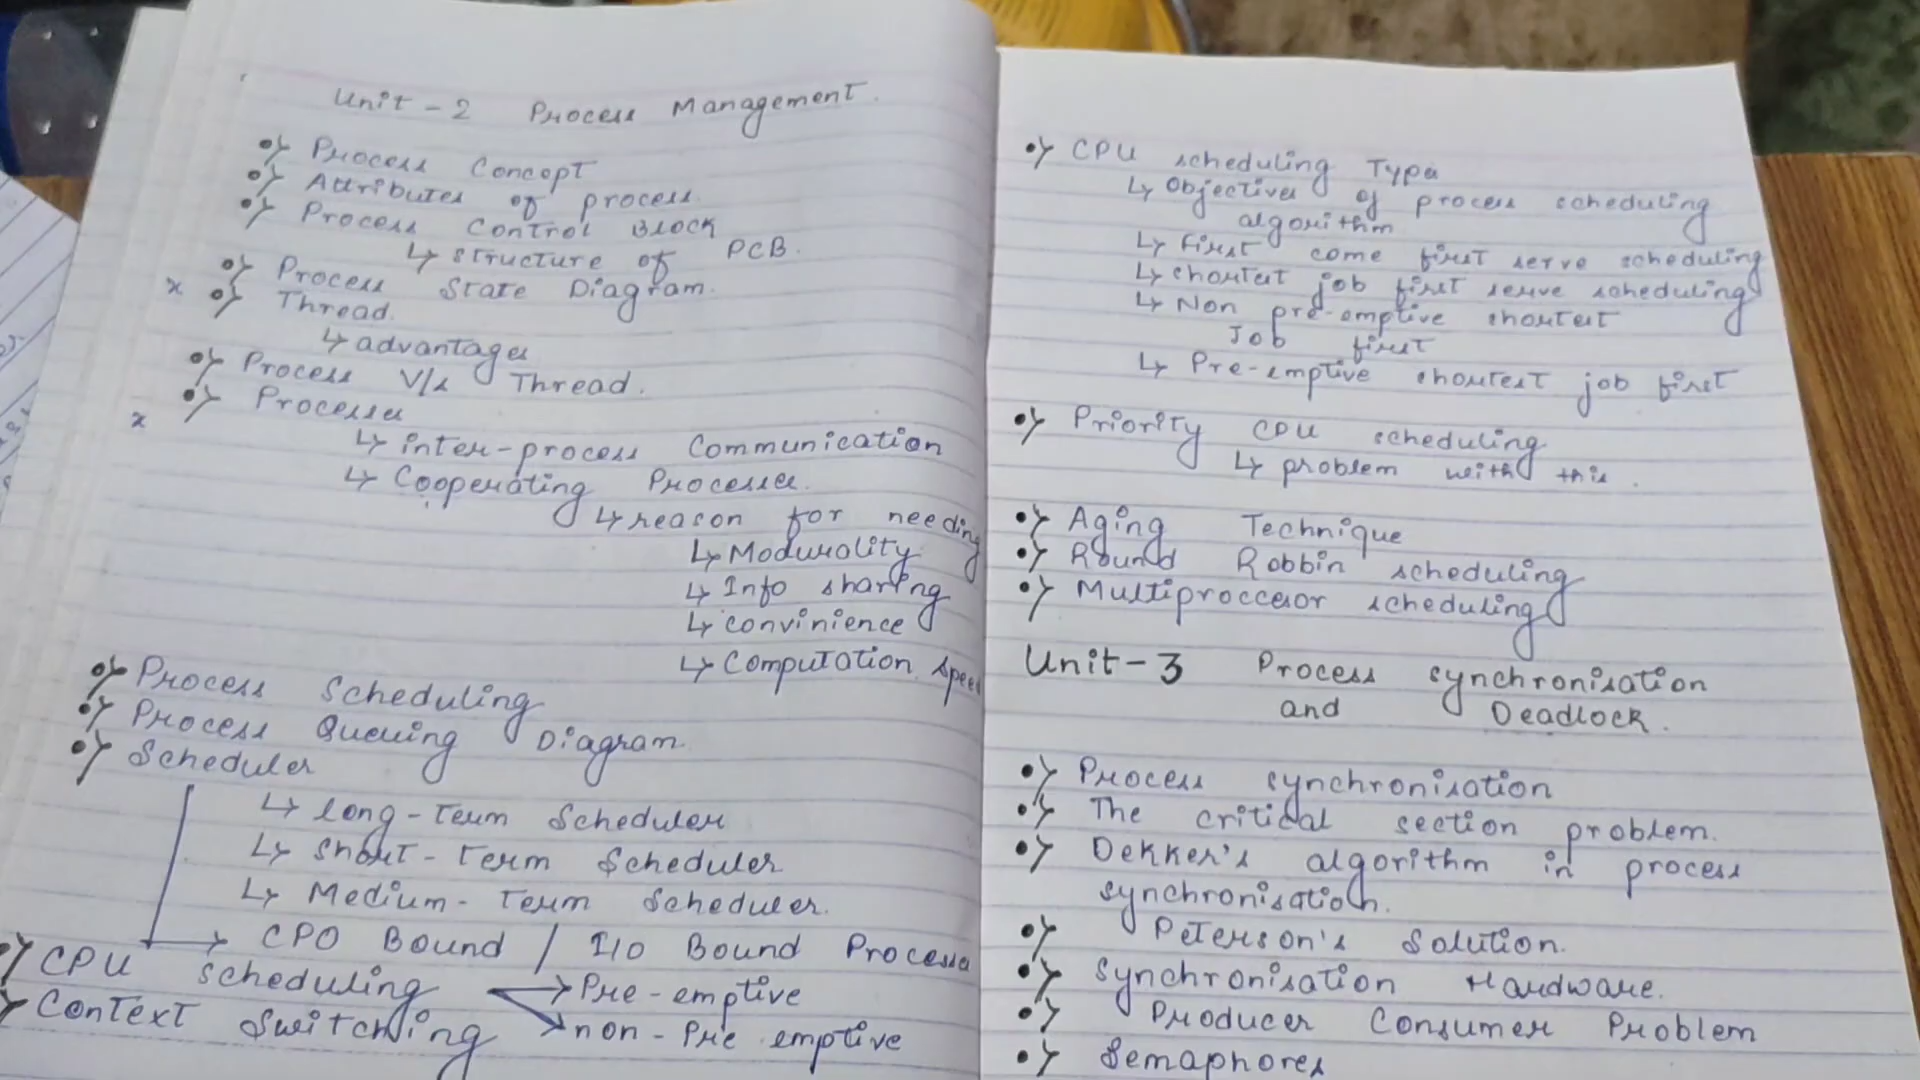 Unit - 2 Process Management.
Process Concept
Attributes of process.
Process Control Block
↳ structure of PCB.
Process State Diagram.
x Thread.
↳ advantages
Process V/s Thread.
x Processes
↳ inter-process Communication
↳ Cooperating Processes.
↳ reason for needing
↳ Modurality
↳ Info sharing
↳ convinience
↳ Computation speed
Process Scheduling
Process Queuing Diagram.
Scheduler
↳ long-term Scheduler
↳ short-term Scheduler
↳ Medium-term Scheduler.
→ CPO Bound / I/O Bound Process
CPU scheduling → Pre-emptive
Context Switching → non-Pre emptive
CPU scheduling Types
↳ Objectives of process scheduling
algorithm
↳ first come first serve scheduling
↳ shortest job first serve scheduling
↳ Non pre-emptive shortest
Job first
↳ Pre-emptive shortest job first
Priority CPU scheduling
↳ problem with this.
Aging Technique
Round Robbin scheduling
Multiproccesor scheduling
Unit-3 Process synchronisation
and Deadlock.
Process synchronisation
The critical section problem.
Dekker's algorithm in process
synchronisation.
Peterson's Solution.
Synchronisation Hardware.
Producer Consumer Problem
Semaphores